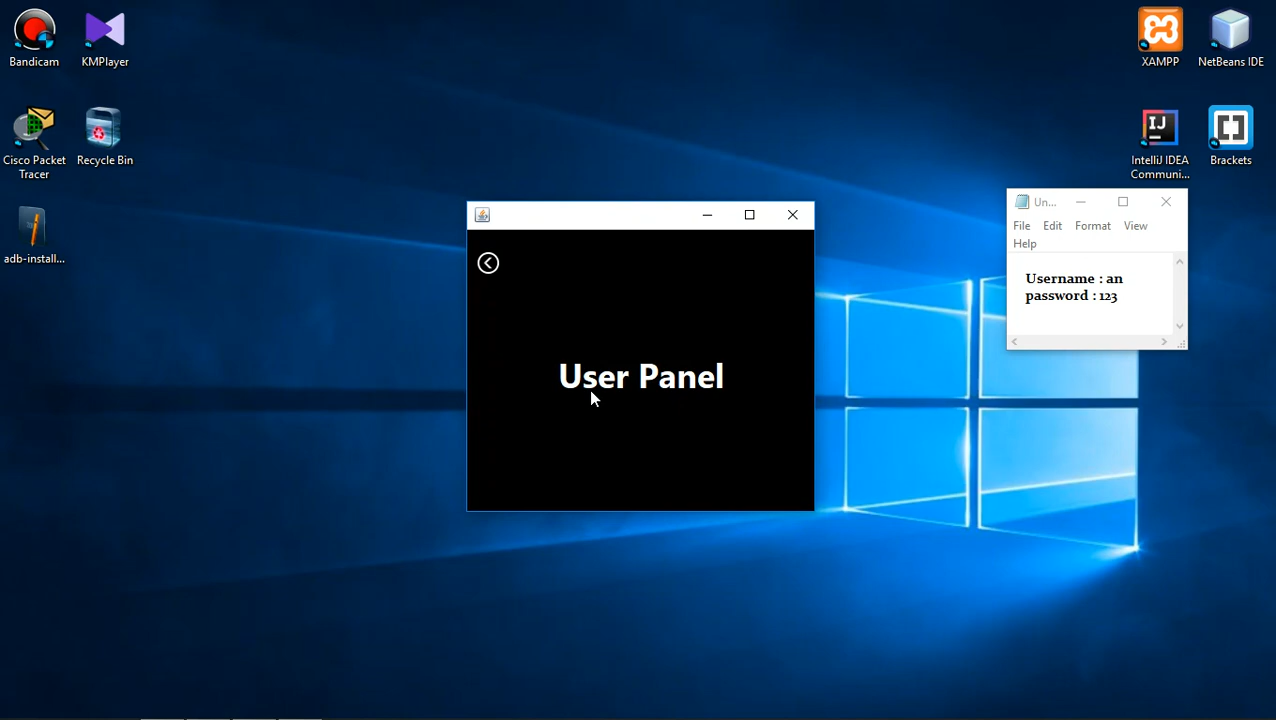 Bandicam
KMPlayer
XAMPP
NetBeans IDE
Cisco Packet
Tracer
Recycle Bin
IJ
IntelliJ IDEA
Communi...
Brackets
adb-install...
Un...
File Edit Format View
Help
Username : an
password : 123
User Panel